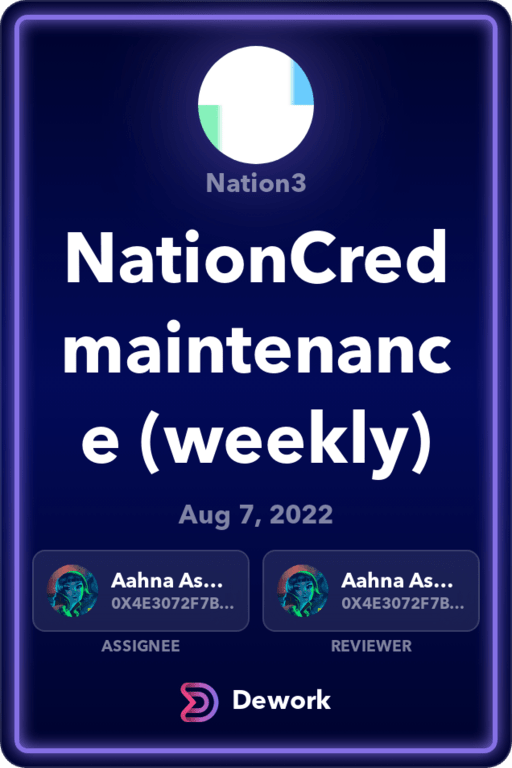 Nation3
NationCred
maintenanc
e (weekly)
Aug 7, 2022
Aahna As...
0X4E3072F7B...
ASSIGNEE
Aahna As...
0X4E3072F7B...
REVIEWER
Dework